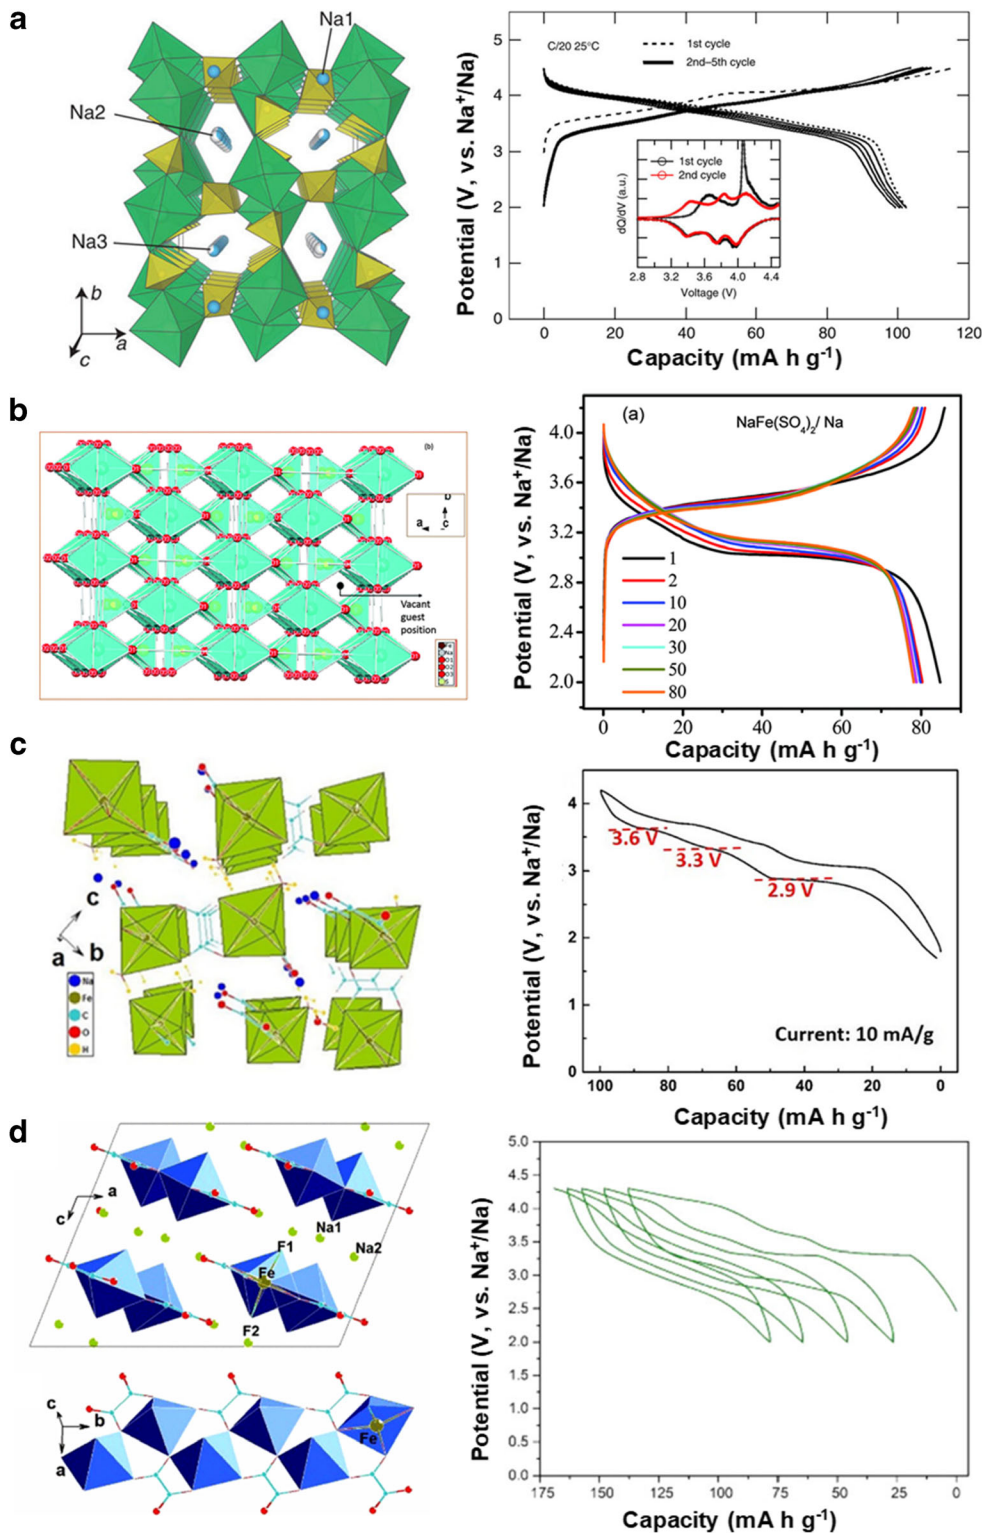 a
Na1
Na2
Na3
b
a
c
Potential (V, vs. Na⁺/Na)
5
4
3
2
1
0
C/20 25°C
1st cycle
2nd–5th cycle
dQ/dV (a.u.)
1st cycle
2nd cycle
2.8 3.2 3.6 4.0 4.4
Voltage (V)
0 20 40 60 80 100 120
Capacity (mA h g⁻¹)
b
(b)
b
a
c
Vacant
guest
position
Fe
Na
O1
O2
O3
S
Potential (V, vs. Na⁺/Na)
4.0
3.6
3.2
2.8
2.4
2.0
(a)
NaFe(SO₄)₂/ Na
1
2
10
20
30
50
80
0 20 40 60 80
Capacity (mA h g⁻¹)
c
c
a b
Na
Fe
C
O
H
Potential (V, vs. Na⁺/Na)
4
3
2
1
0
3.6 V
3.3 V
2.9 V
Current: 10 mA/g
100 80 60 40 20 0
Capacity (mA h g⁻¹)
d
a
c
Na1
Na2
F1
Fe
F2
c
b
a
Fe
Potential (V, vs. Na⁺/Na)
5.0
4.5
4.0
3.5
3.0
2.5
2.0
1.5
1.0
0.5
0.0
175 150 125 100 75 50 25 0
Capacity (mA h g⁻¹)